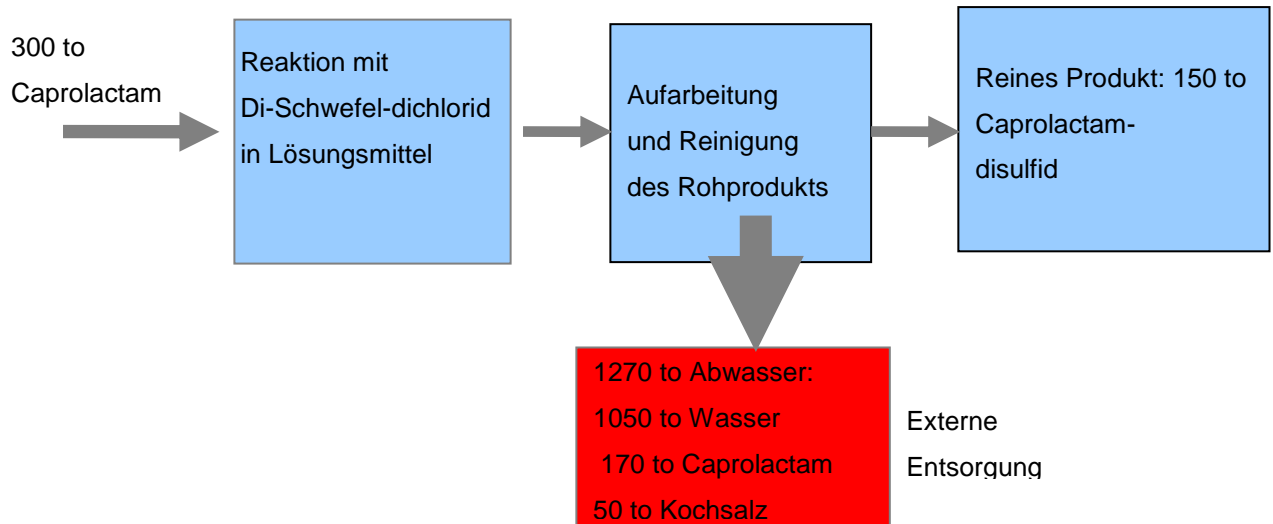 300 to
Caprolactam
Reaktion mit
Di-Schwefel-dichlorid
in Lösungsmittel
Aufarbeitung
und Reinigung
des Rohprodukts
Reines Produkt: 150 to
Caprolactam-
disulfid
1270 to Abwasser:
1050 to Wasser
170 to Caprolactam
50 to Kochsalz
Externe
Entsorgung